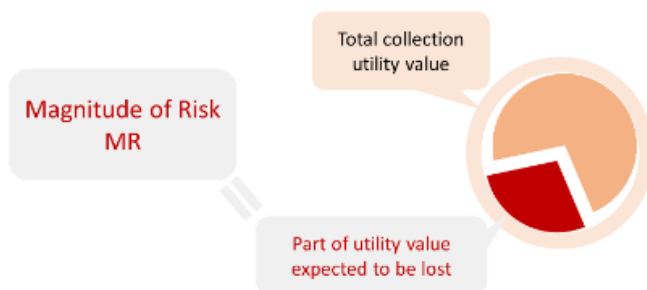 Total collection
utility value
Magnitude of Risk
MR
Part of utility value
expected to be lost